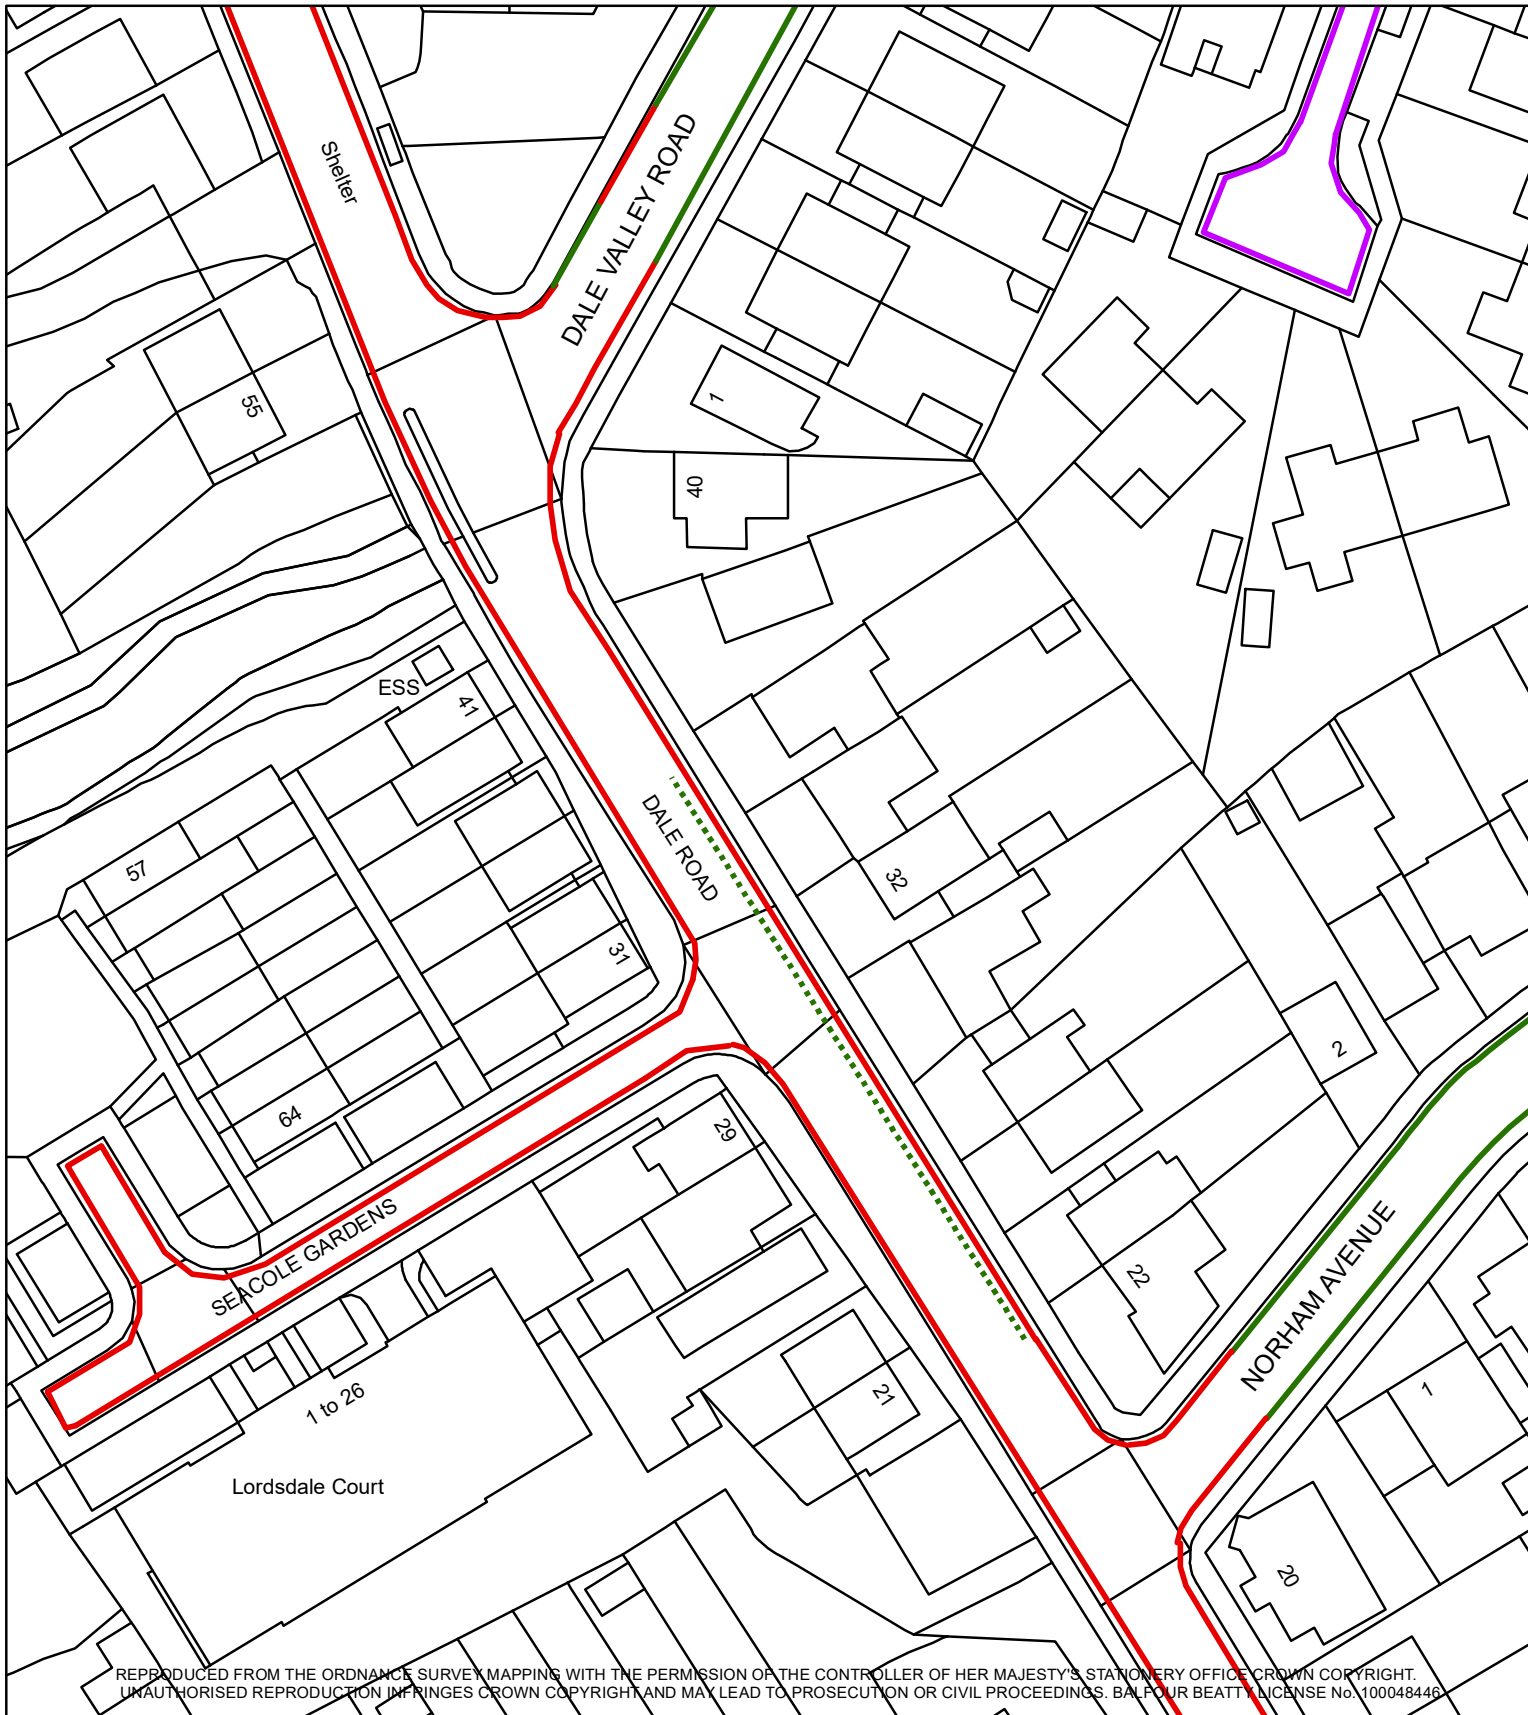 Shelter
DALE VALLEY ROAD
55
1
40
ESS
41
DALE ROAD
57
32
31
2
64
29
SEACOLE GARDENS
22
NORHAM AVENUE
1 to 26
21
1
Lordsdale Court
20
REPRODUCED FROM THE ORDNANCE SURVEY MAPPING WITH THE PERMISSION OF THE CONTROLLER OF HER MAJESTY'S STATIONERY OFFICE CROWN COPYRIGHT.
UNAUTHORISED REPRODUCTION INFRINGES CROWN COPYRIGHT AND MAY LEAD TO PROSECUTION OR CIVIL PROCEEDINGS. BALFOUR BEATTY LICENSE No. 100048446